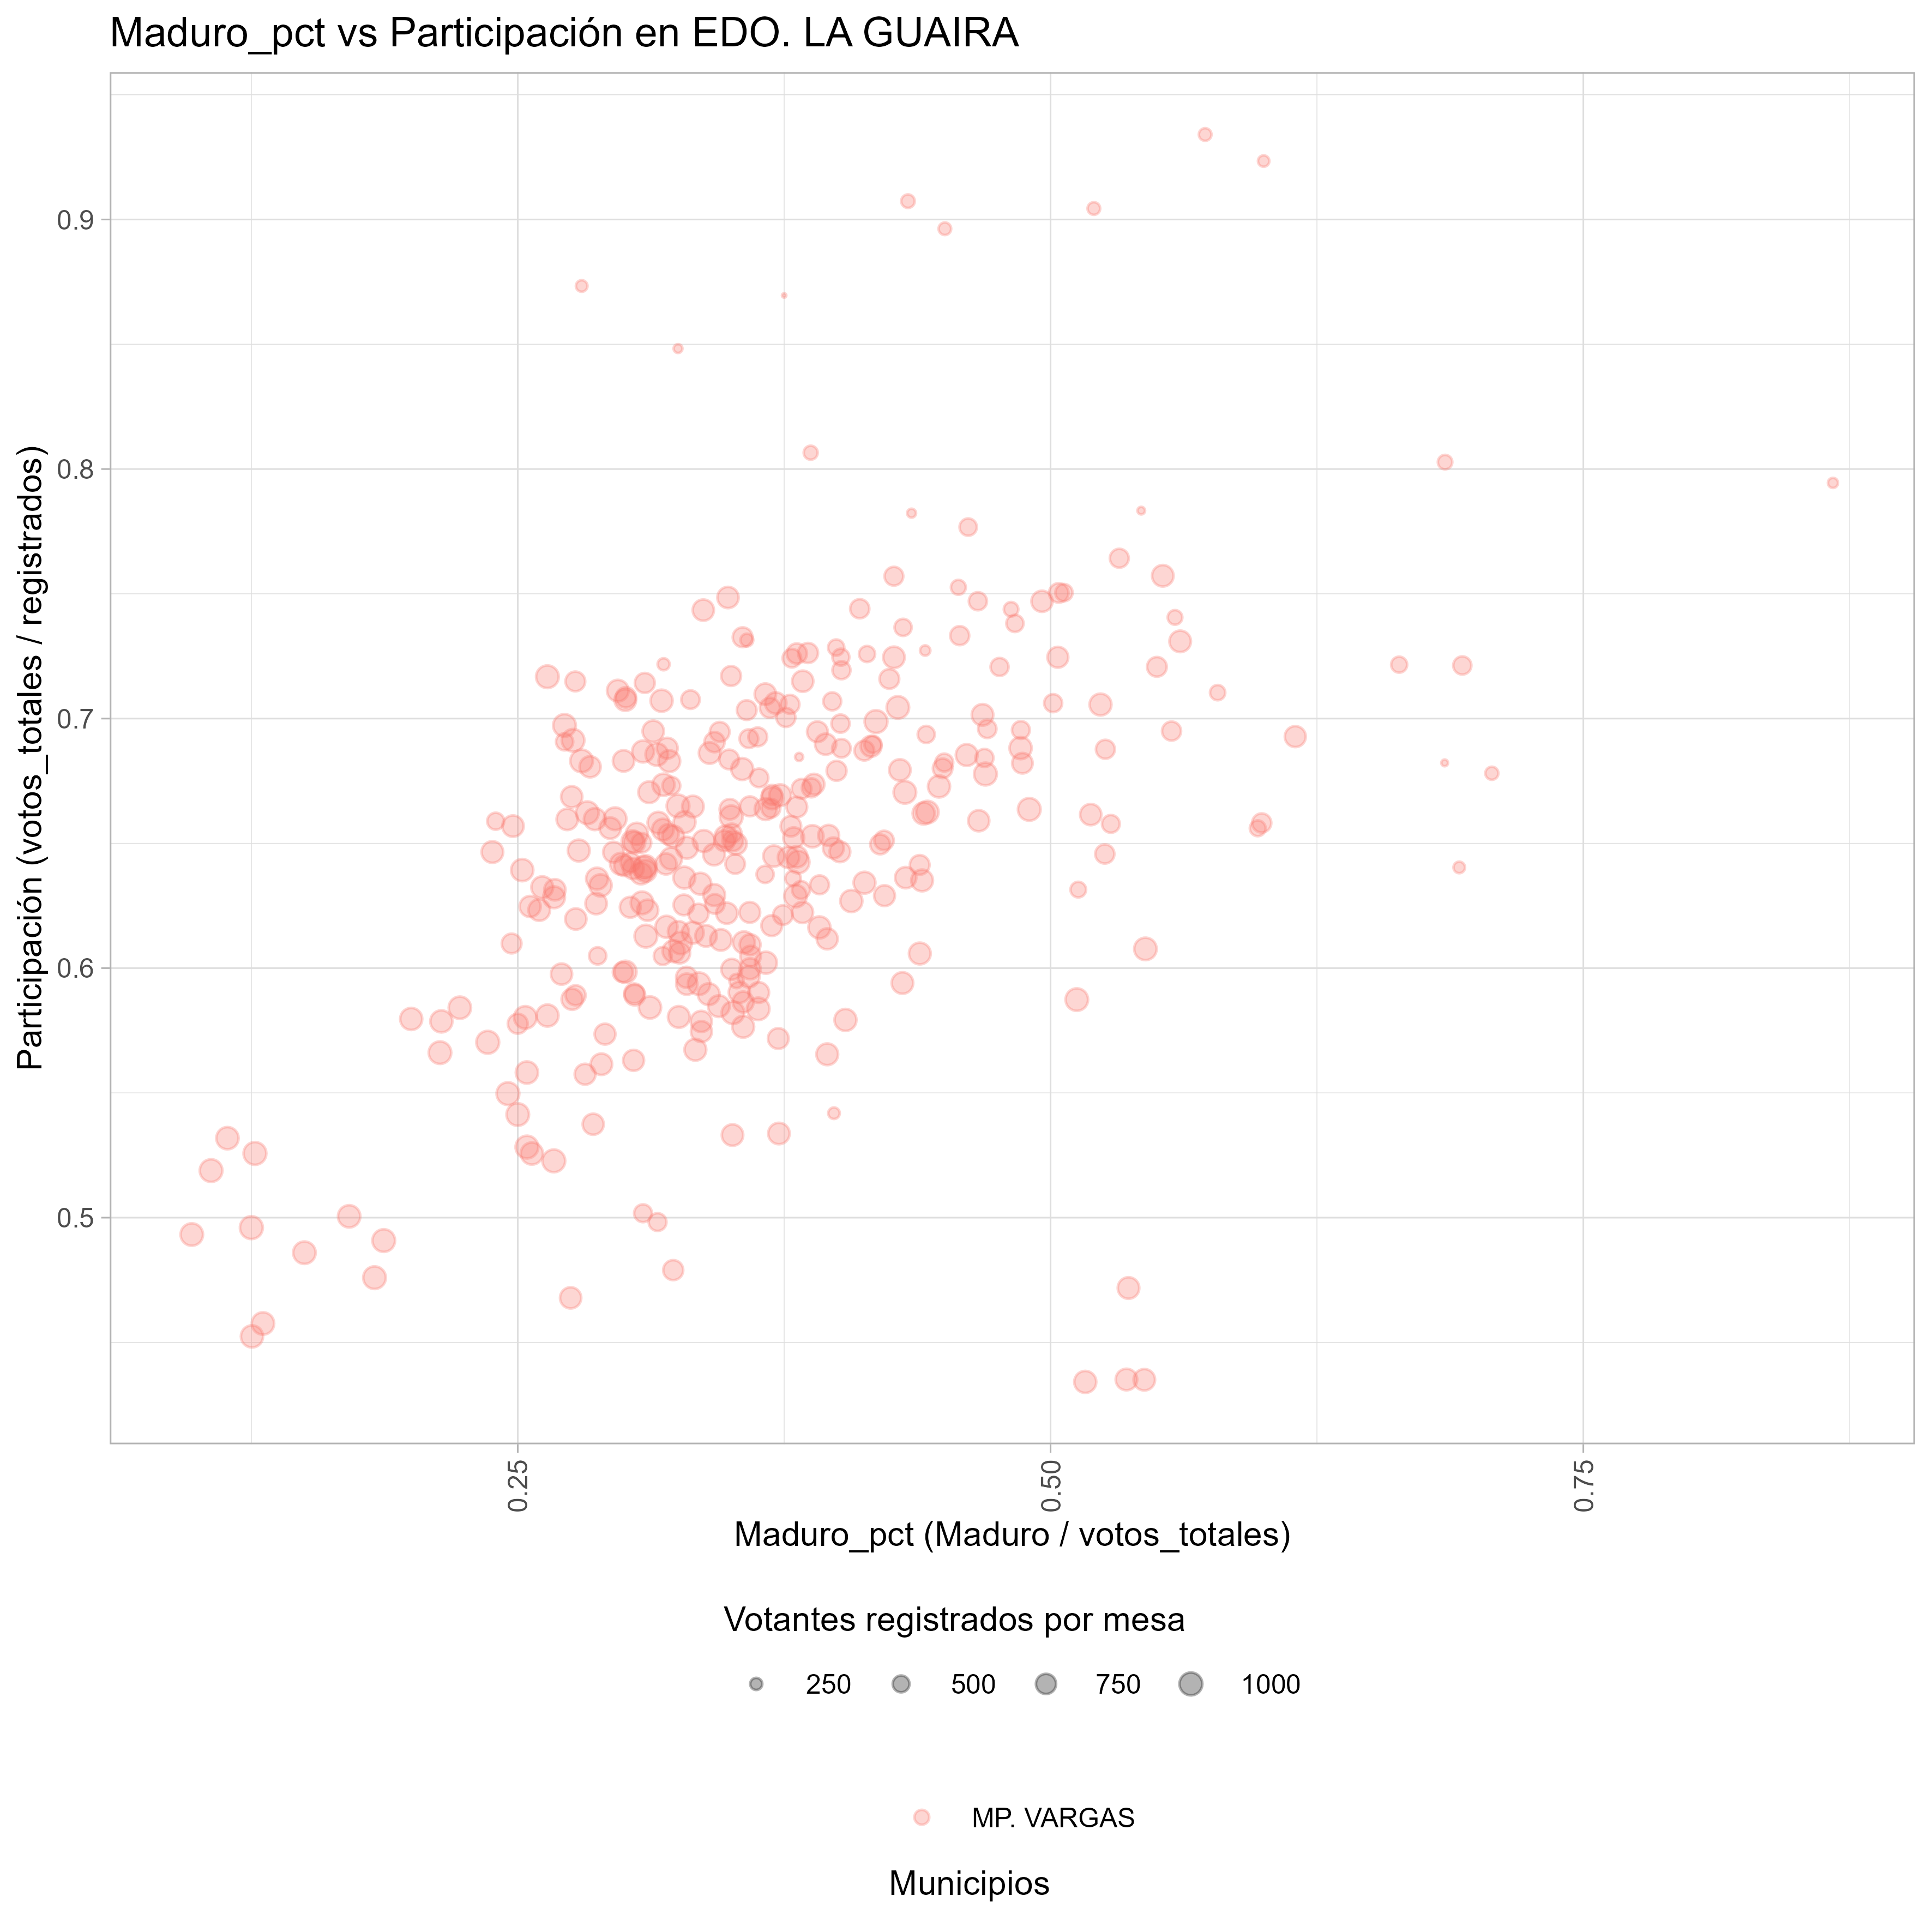 Maduro_pct vs Participación en EDO. LA GUAIRA
Participación (votos_totales / registrados)
0.9
0.8
0.7
0.6
0.5
0.25
0.50
0.75
Maduro_pct (Maduro / votos_totales)
Votantes registrados por mesa
250 500 750 1000
MP. VARGAS
Municipios